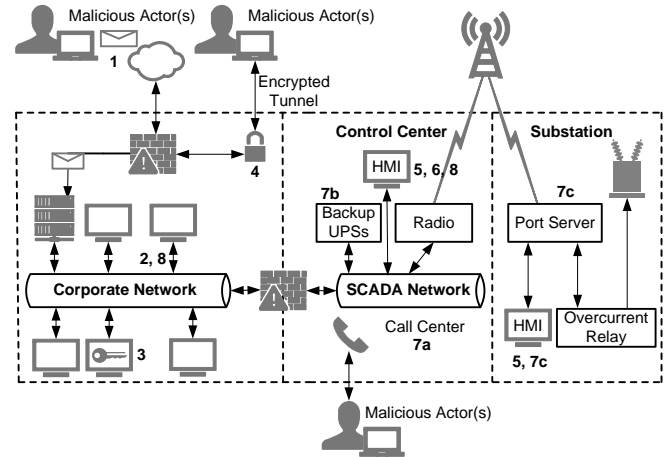 Malicious Actor(s)
Malicious Actor(s)
1
Encrypted
Tunnel
4
Control Center
Substation
HMI
5, 6, 8
7b
7c
Backup
UPSs
Radio
Port Server
2, 8
Corporate Network
SCADA Network
3
Call Center
7a
HMI
5, 7c
Overcurrent
Relay
Malicious Actor(s)